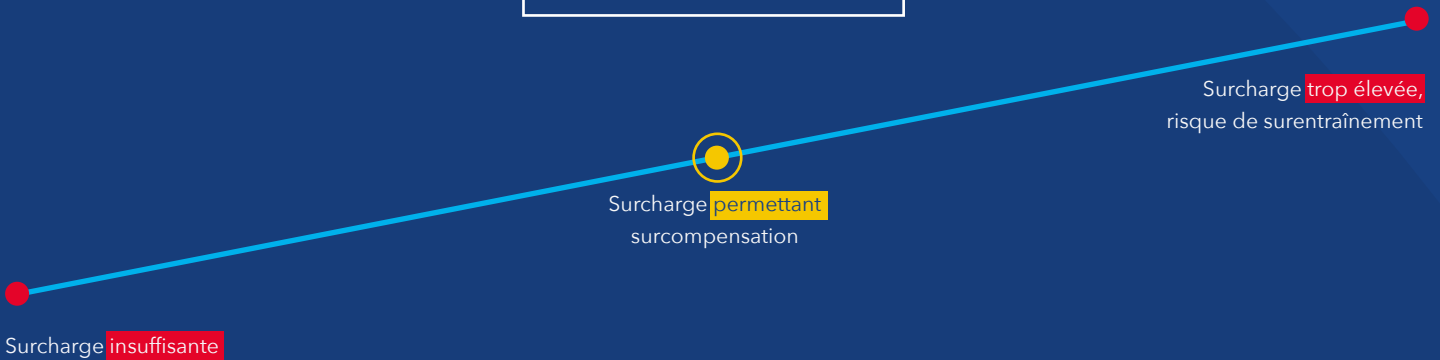 Surcharge trop élevée,
risque de surentraînement
Surcharge permettant
surcompensation
Surcharge insuffisante